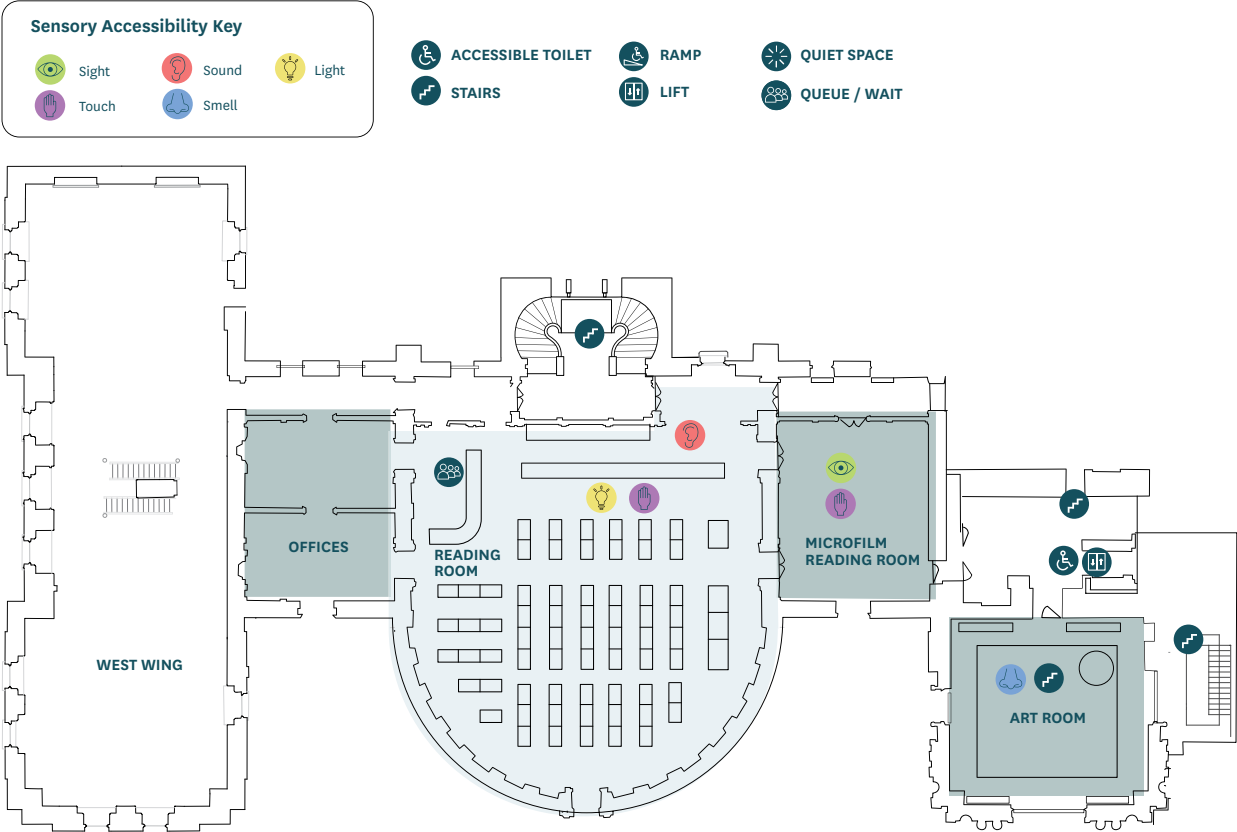 Sensory Accessibility Key
Sight
Sound
Light
Touch
Smell
ACCESSIBLE TOILET
RAMP
QUIET SPACE
STAIRS
LIFT
QUEUE / WAIT
OFFICES
READING
ROOM
MICROFILM
READING ROOM
WEST WING
ART ROOM